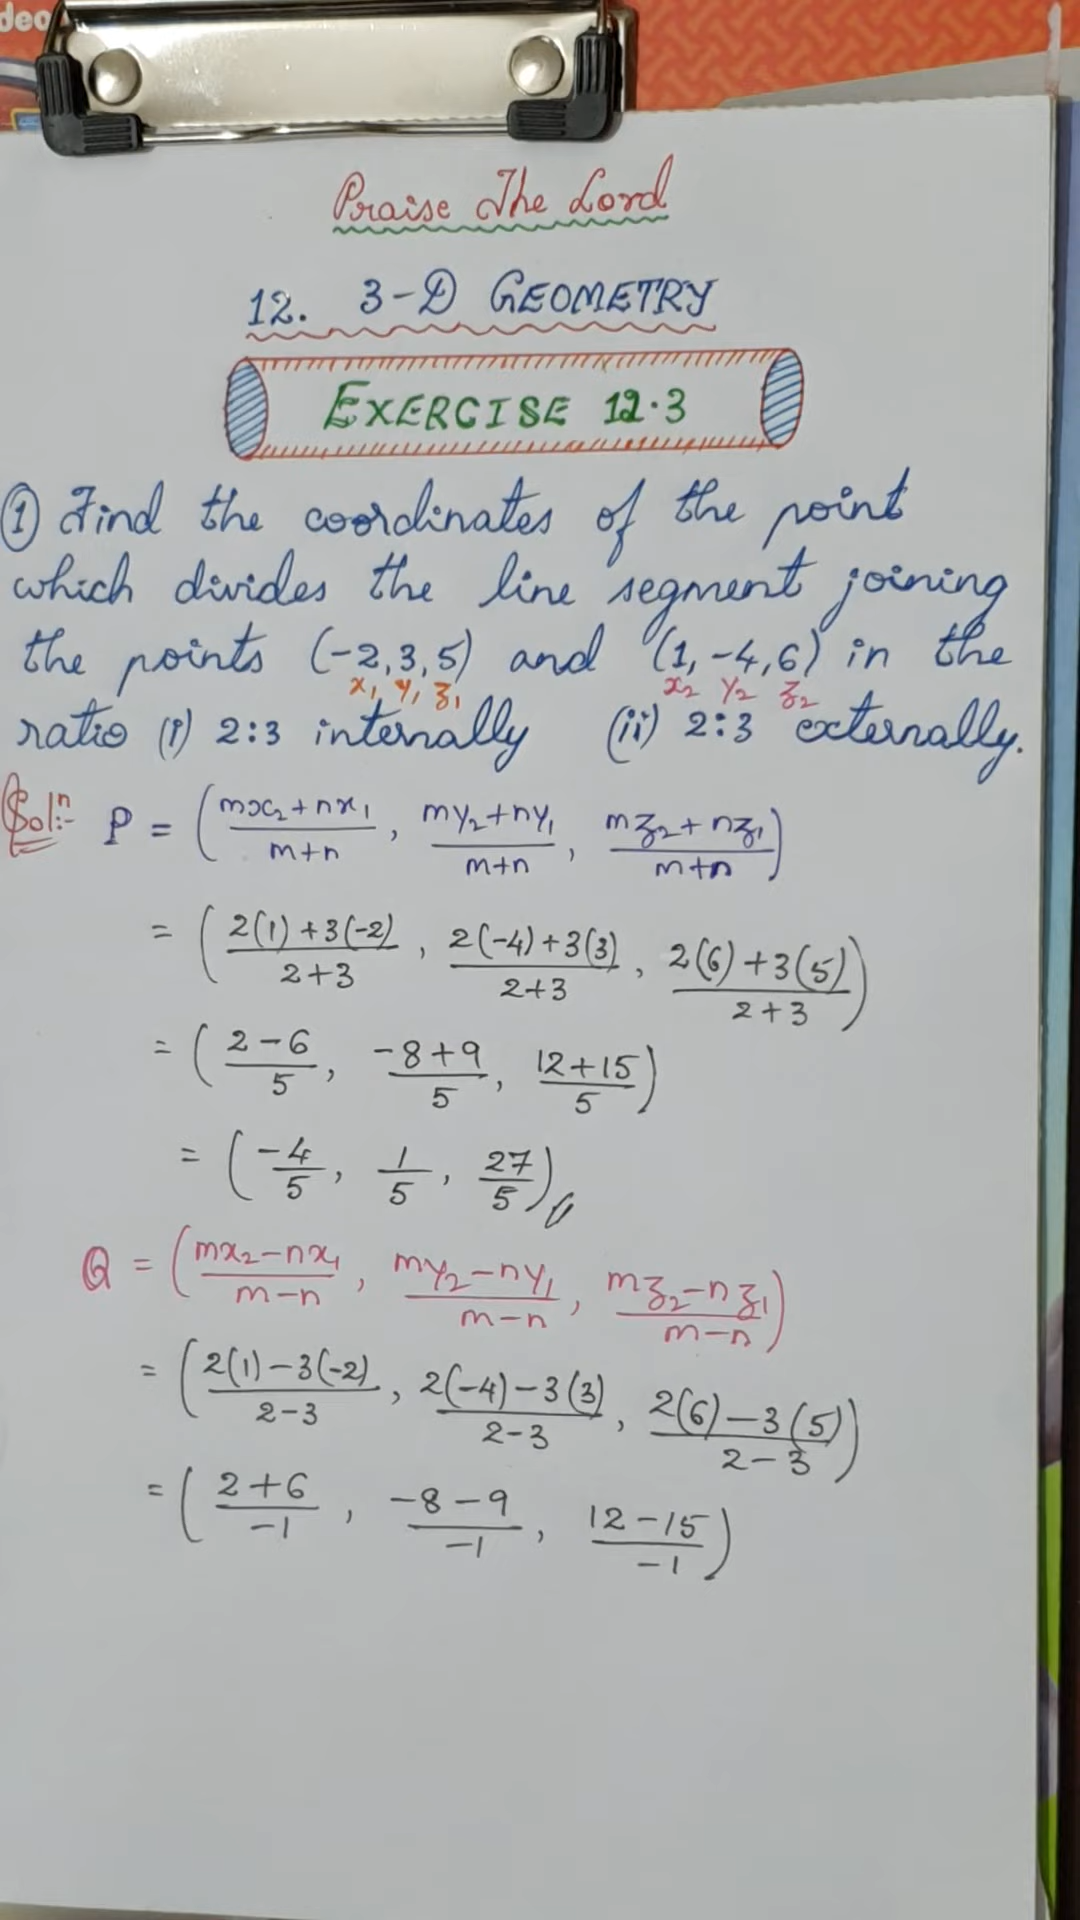 deo
Praise The Lord
12. 3-D GEOMETRY
EXERCISE 12.3
① Find the coordinates of the point
which divides the line segment joining
the points (-2,3,5) and (1,-4,6) in the
x₁ y₁ z₁ x₂ y₂ z₂
ratio (i) 2:3 internally (ii) 2:3 externally.
Solⁿ:- P = ((mx₂+nx₁)/(m+n), (my₂+ny₁)/(m+n), (mz₂+nz₁)/(m+n))
= ((2(1)+3(-2))/(2+3), (2(-4)+3(3))/(2+3), (2(6)+3(5))/(2+3))
= ((2-6)/5, (-8+9)/5, (12+15)/5)
= (-4/5, 1/5, 27/5)
Q = ((mx₂-nx₁)/(m-n), (my₂-ny₁)/(m-n), (mz₂-nz₁)/(m-n))
= ((2(1)-3(-2))/(2-3), (2(-4)-3(3))/(2-3), (2(6)-3(5))/(2-3))
= ((2+6)/-1, (-8-9)/-1, (12-15)/-1)